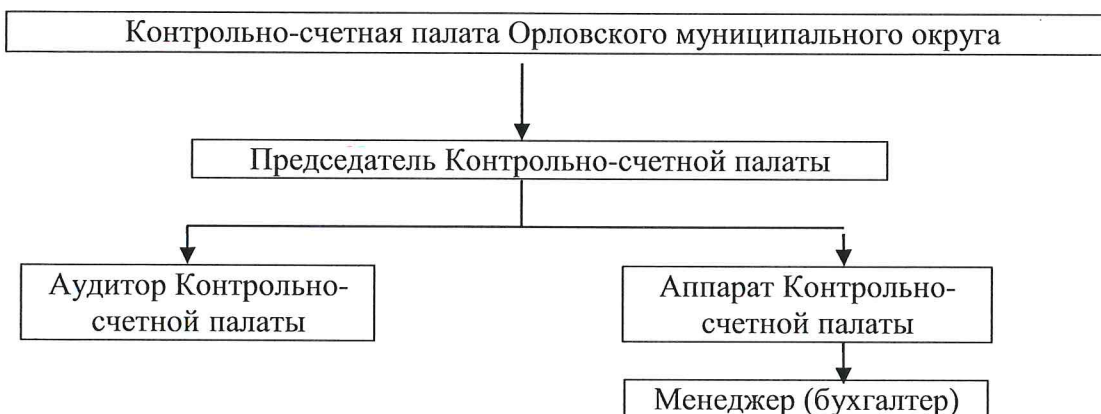 Контрольно-счетная палата Орловского муниципального округа
Председатель Контрольно-счетной палаты
Аудитор Контрольно-
счетной палаты
Аппарат Контрольно-
счетной палаты
Менеджер (бухгалтер)